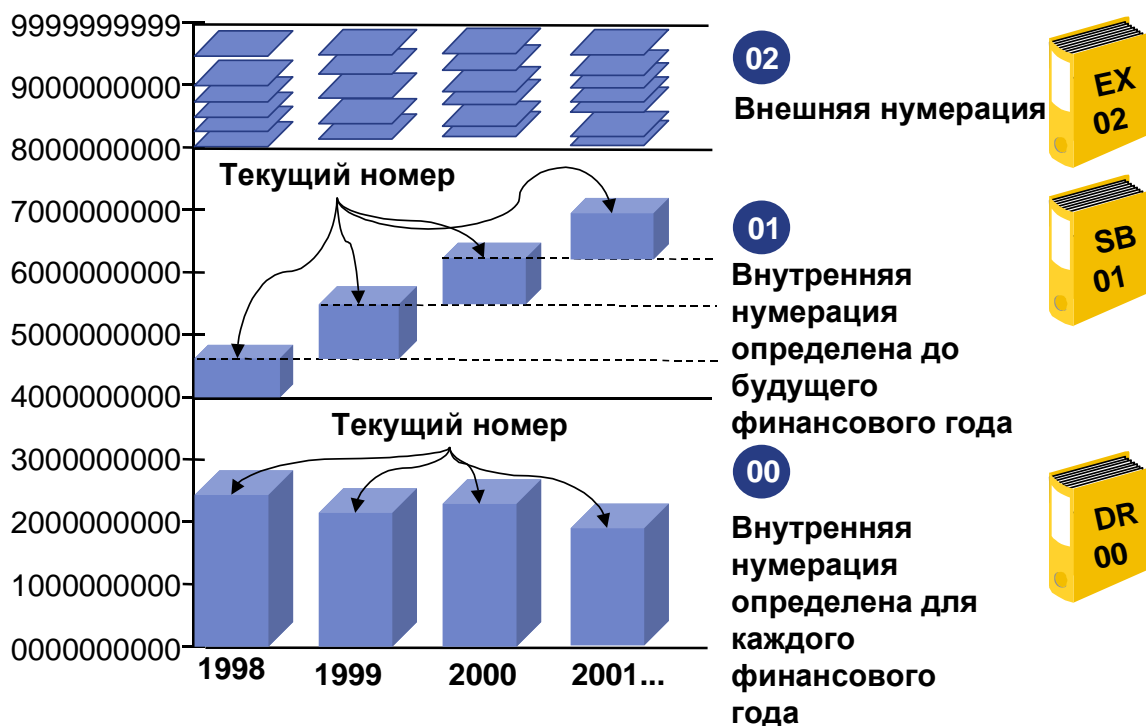 9999999999
9000000000
8000000000
7000000000
6000000000
5000000000
4000000000
3000000000
2000000000
1000000000
0000000000
Текущий номер
Текущий номер
1998
1999
2000
2001...
02
Внешняя нумерация
01
Внутренняя
нумерация
определена до
будущего
финансового года
00
Внутренняя
нумерация
определена для
каждого
финансового
года
EX
02
SB
01
DR
00